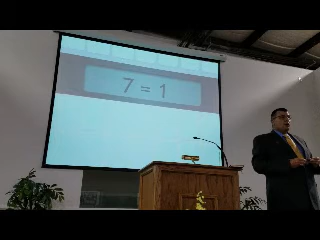 7 = 1